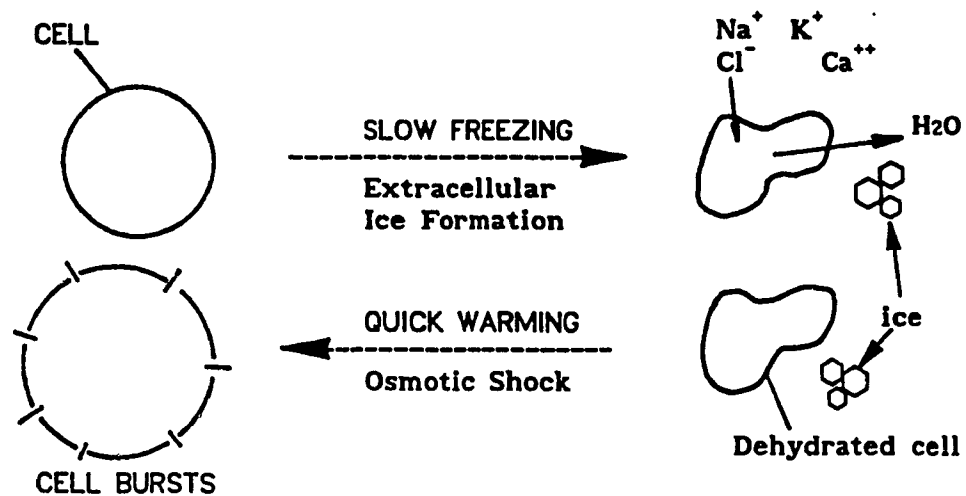 CELL
SLOW FREEZING
Extracellular
Ice Formation
Na⁺ K⁺
Cl⁻ Ca⁺⁺
H₂O
QUICK WARMING
Osmotic Shock
ice
Dehydrated cell
CELL BURSTS